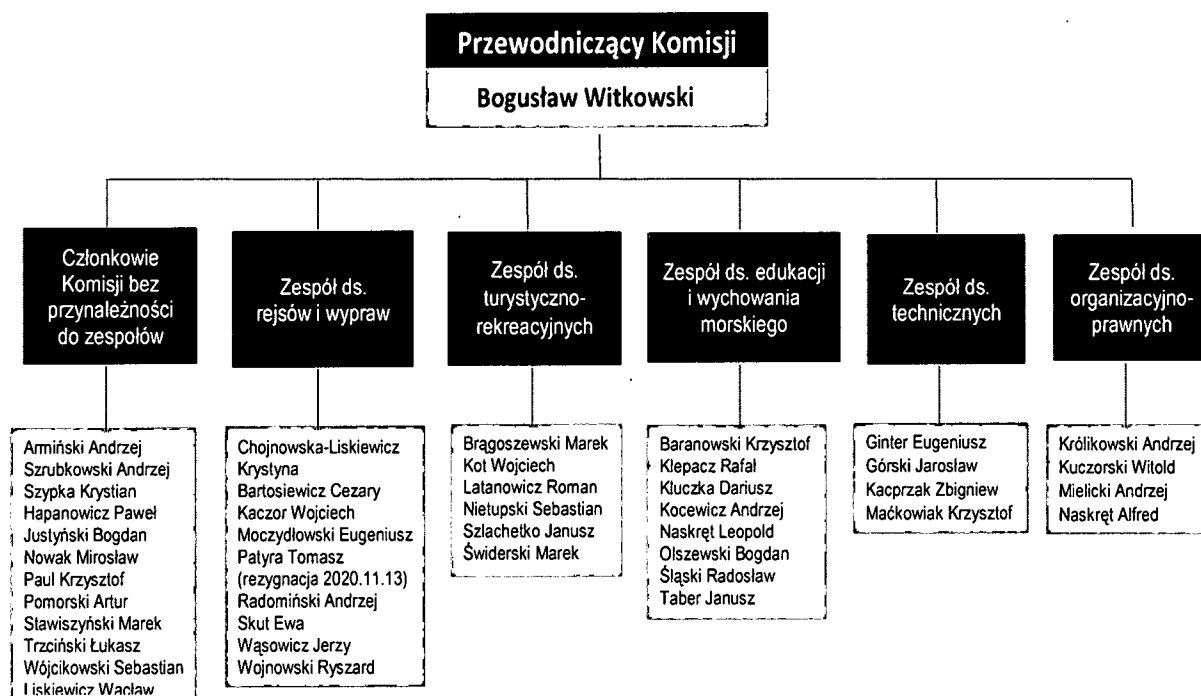 Przewodniczący Komisji
Bogusław Witkowski
Członkowie
Komisji bez
przynależności
do zespołów
Armiński Andrzej
Szrubkowski Andrzej
Szypka Krystian
Hapanowicz Paweł
Justyński Bogdan
Nowak Mirosław
Paul Krzysztof
Pomorski Artur
Stawiszyński Marek
Trzciński Łukasz
Wójcikowski Sebastian
Liskiewicz Wacław
Zespół ds.
rejsów i wypraw
Chojnowska-Liskiewicz
Krystyna
Bartosiewicz Cezary
Kaczor Wojciech
Moczydłowski Eugeniusz
Patyra Tomasz
(rezygnacja 2020.11.13)
Radomiński Andrzej
Skut Ewa
Wąsowicz Jerzy
Wojnowski Ryszard
Zespół ds.
turystyczno-
rekreacyjnych
Brągoszewski Marek
Kot Wojciech
Latanowicz Roman
Nietupski Sebastian
Szlachetko Janusz
Świderski Marek
Zespół ds. edukacji
i wychowania
morskiego
Baranowski Krzysztof
Klepacz Rafał
Kluczka Dariusz
Kocewicz Andrzej
Naskręt Leopold
Olszewski Bogdan
Śląski Radosław
Taber Janusz
Zespół ds.
technicznych
Ginter Eugeniusz
Górski Jarosław
Kacprzak Zbigniew
Maćkowiak Krzysztof
Zespół ds.
organizacyjno-
prawnych
Królikowski Andrzej
Kuczorski Witold
Mielicki Andrzej
Naskręt Alfred